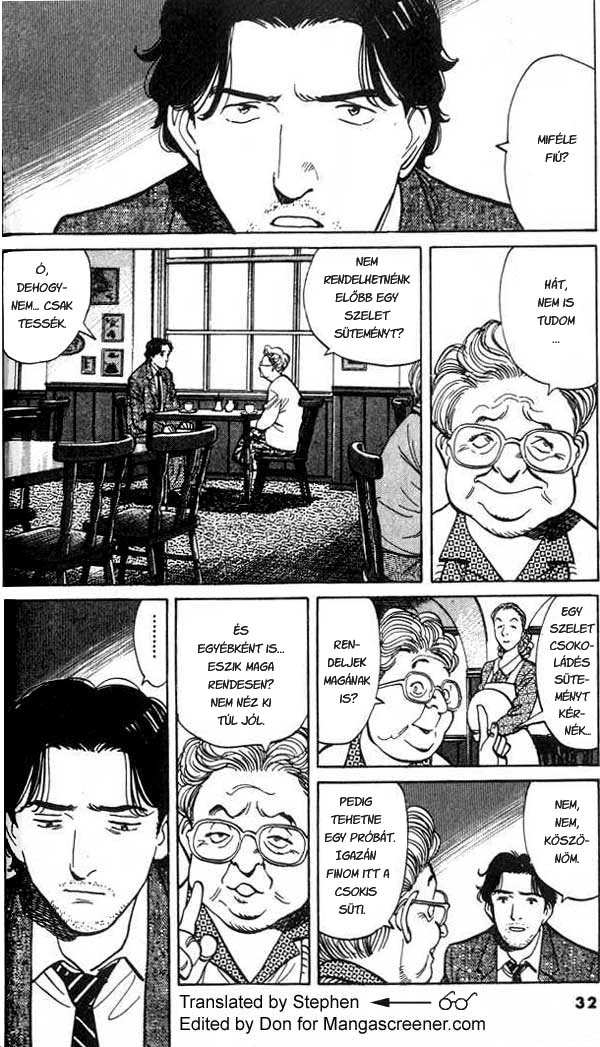 MIFÉLE
FIÚ?
HÁT,
NEM IS
TUDOM
...
NEM
RENDELHETNÉNK
ELŐBB EGY
SZELET
SÜTEMÉNYT?
Ó,
DEHOGY-
NEM... CSAK
TESSÉK.
EGY
SZELET
CSOKO-
LÁDÉS
SÜTE-
MÉNYT
KÉR-
NÉK...
REN-
DELJEK
MAGÁNAK
IS?
NEM,
NEM,
KÖSZÖ-
NÖM.
PEDIG
TEHETNE
EGY PRÓBÁT.
IGAZÁN
FINOM ITT A
CSOKIS
SÜTI.
ÉS
EGYÉBKÉNT IS...
ESZIK MAGA
RENDESEN?
NEM NÉZ KI
TÚL JÓL.
........
Translated by Stephen
Edited by Don for Mangascreener.com
32